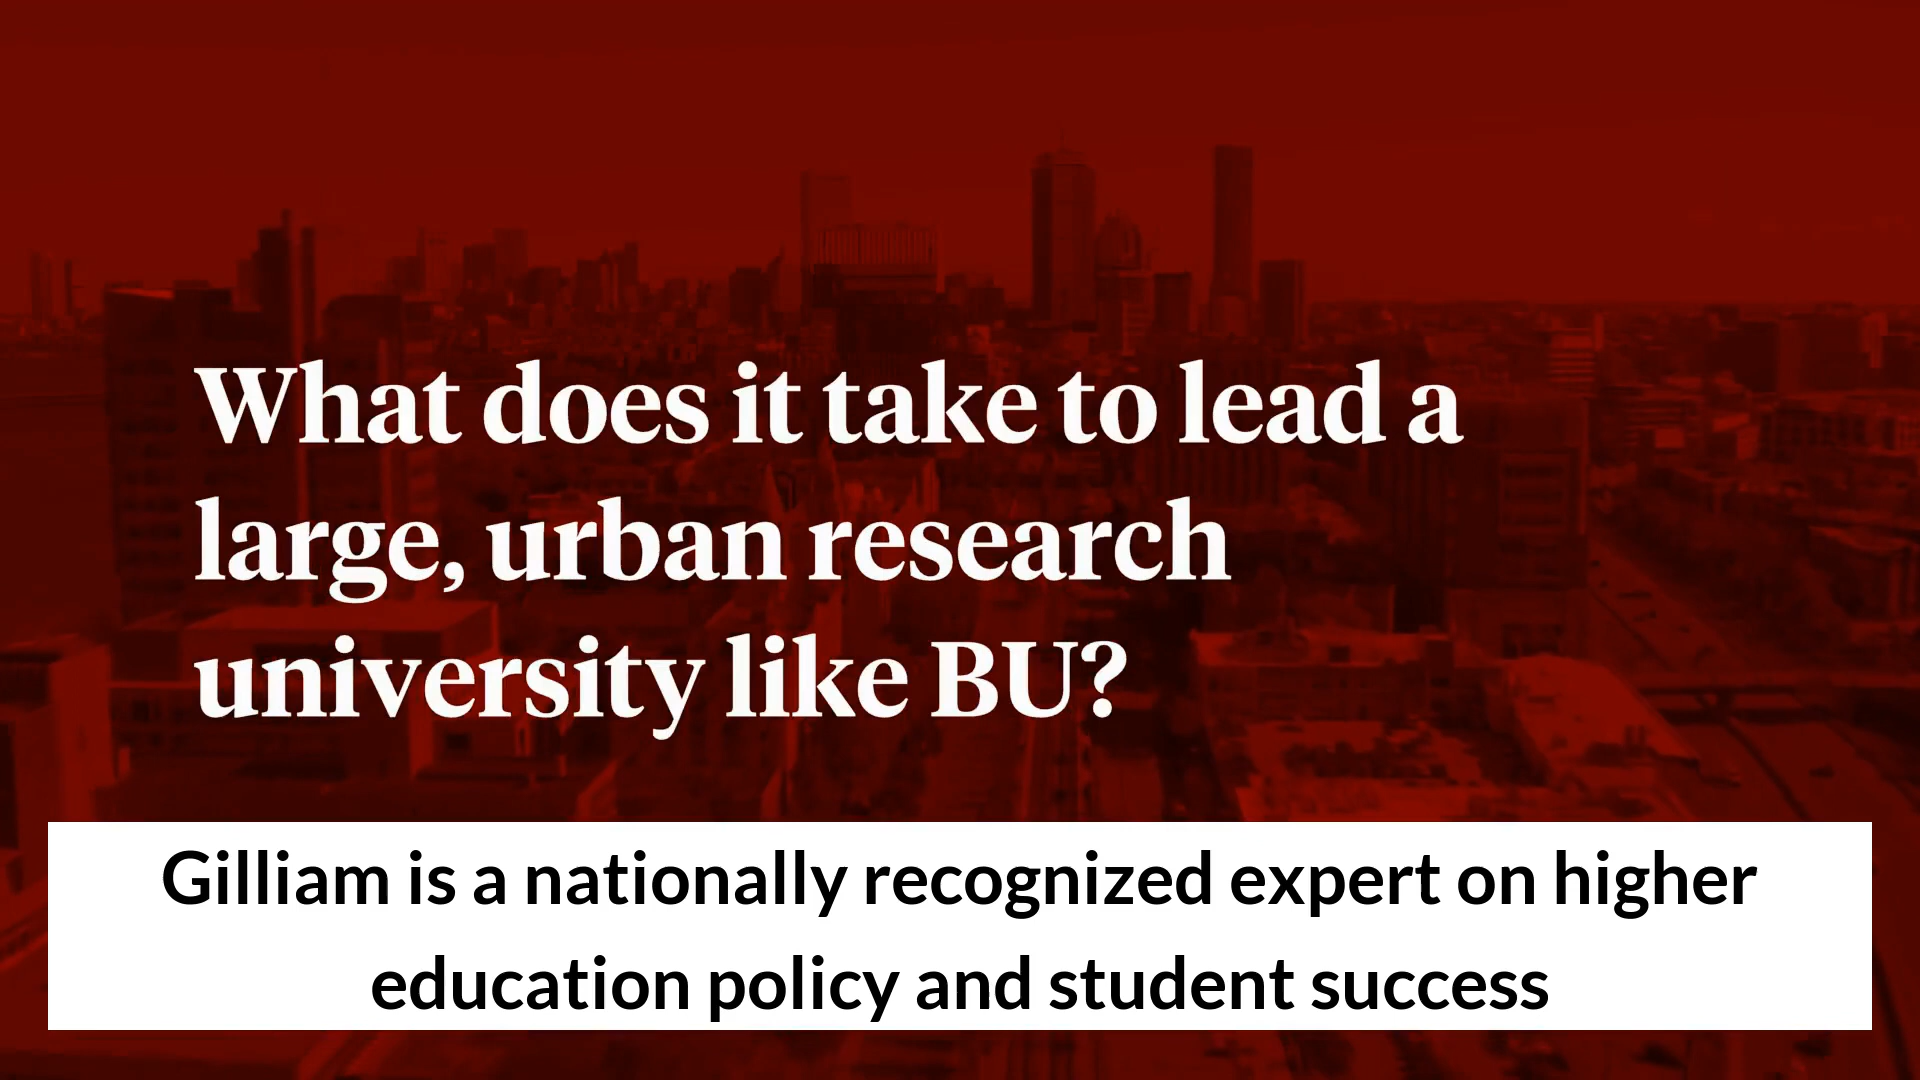 What does it take to lead a
large, urban research
university like BU?
Gilliam is a nationally recognized expert on higher
education policy and student success